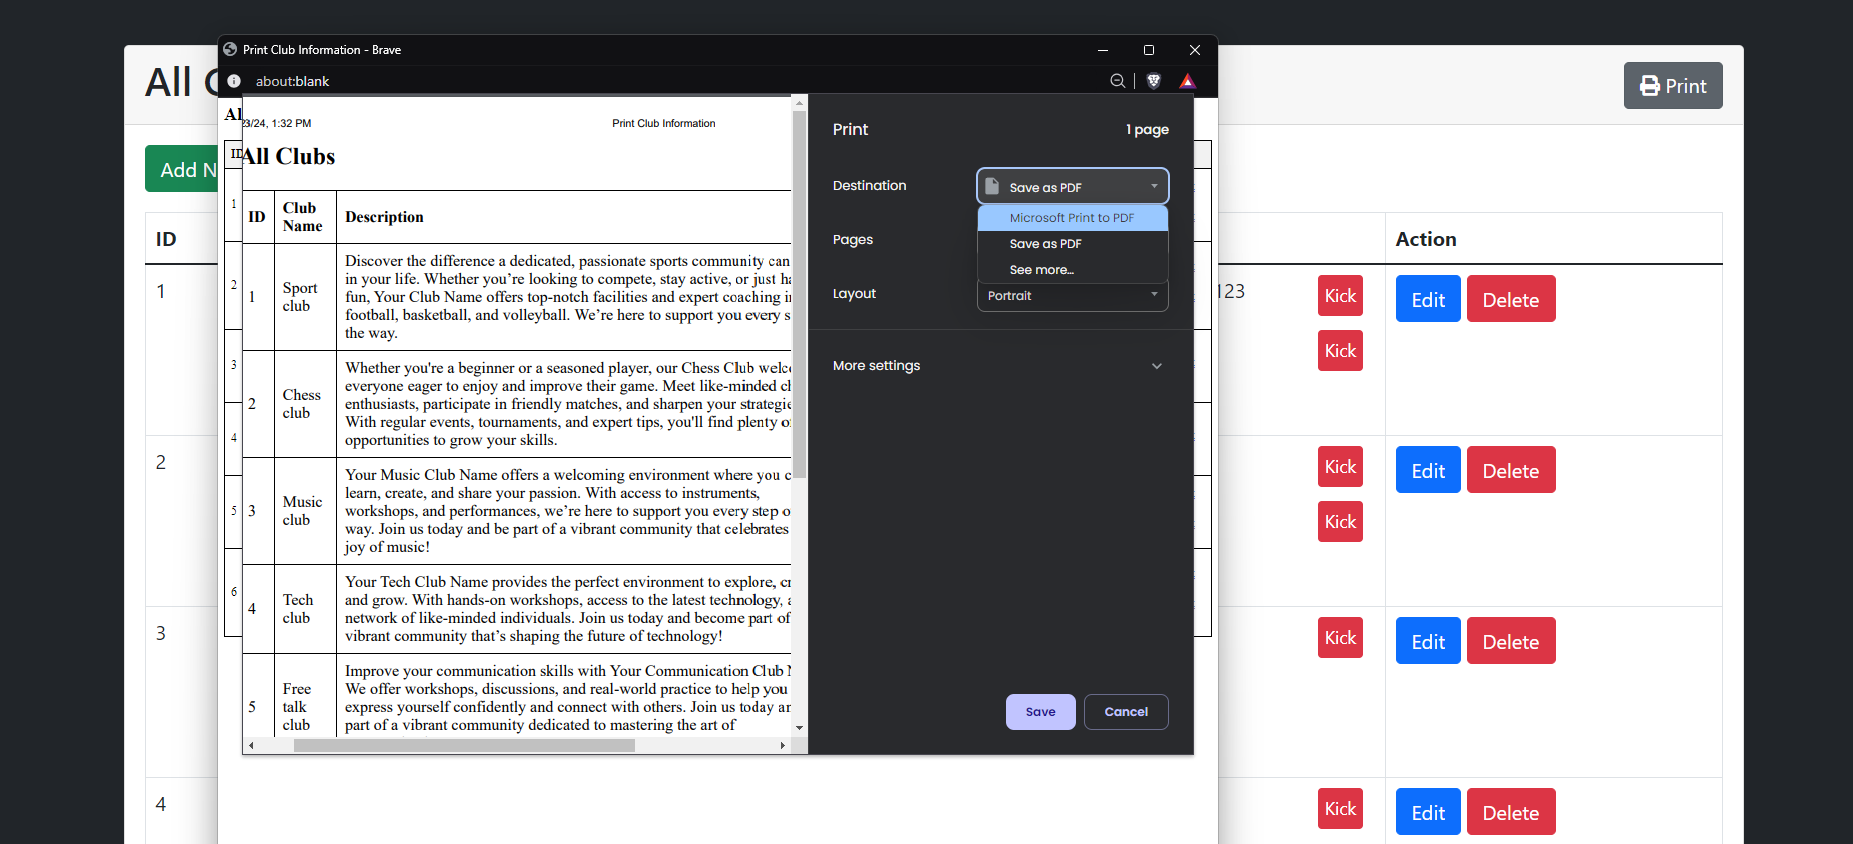 Print Club Information - Brave
about:blank
All C
Print
Add N
ID
Action
1
123
Kick
Edit
Delete
Kick
2
Kick
Edit
Delete
Kick
3
Kick
Edit
Delete
4
Kick
Edit
Delete
Al
ID
1
2
3
4
5
6
3/24, 1:32 PM
Print Club Information
All Clubs
ID
Club
Name
Description
1
Sport
club
Discover the difference a dedicated, passionate sports community can
in your life. Whether you’re looking to compete, stay active, or just ha
fun, Your Club Name offers top-notch facilities and expert coaching i
football, basketball, and volleyball. We’re here to support you every s
the way.
2
Chess
club
Whether you're a beginner or a seasoned player, our Chess Club welc
everyone eager to enjoy and improve their game. Meet like-minded ch
enthusiasts, participate in friendly matches, and sharpen your strategie
With regular events, tournaments, and expert tips, you'll find plenty o
opportunities to grow your skills.
3
Music
club
Your Music Club Name offers a welcoming environment where you c
learn, create, and share your passion. With access to instruments,
workshops, and performances, we’re here to support you every step o
way. Join us today and be part of a vibrant community that celebrates
joy of music!
4
Tech
club
Your Tech Club Name provides the perfect environment to explore, cr
and grow. With hands-on workshops, access to the latest technology, a
network of like-minded individuals. Join us today and become part of
vibrant community that’s shaping the future of technology!
5
Free
talk
club
Improve your communication skills with Your Communication Club N
We offer workshops, discussions, and real-world practice to help you
express yourself confidently and connect with others. Join us today an
part of a vibrant community dedicated to mastering the art of
Print
1 page
Destination
Save as PDF
Microsoft Print to PDF
Save as PDF
See more...
Pages
Layout
Portrait
More settings
Save
Cancel